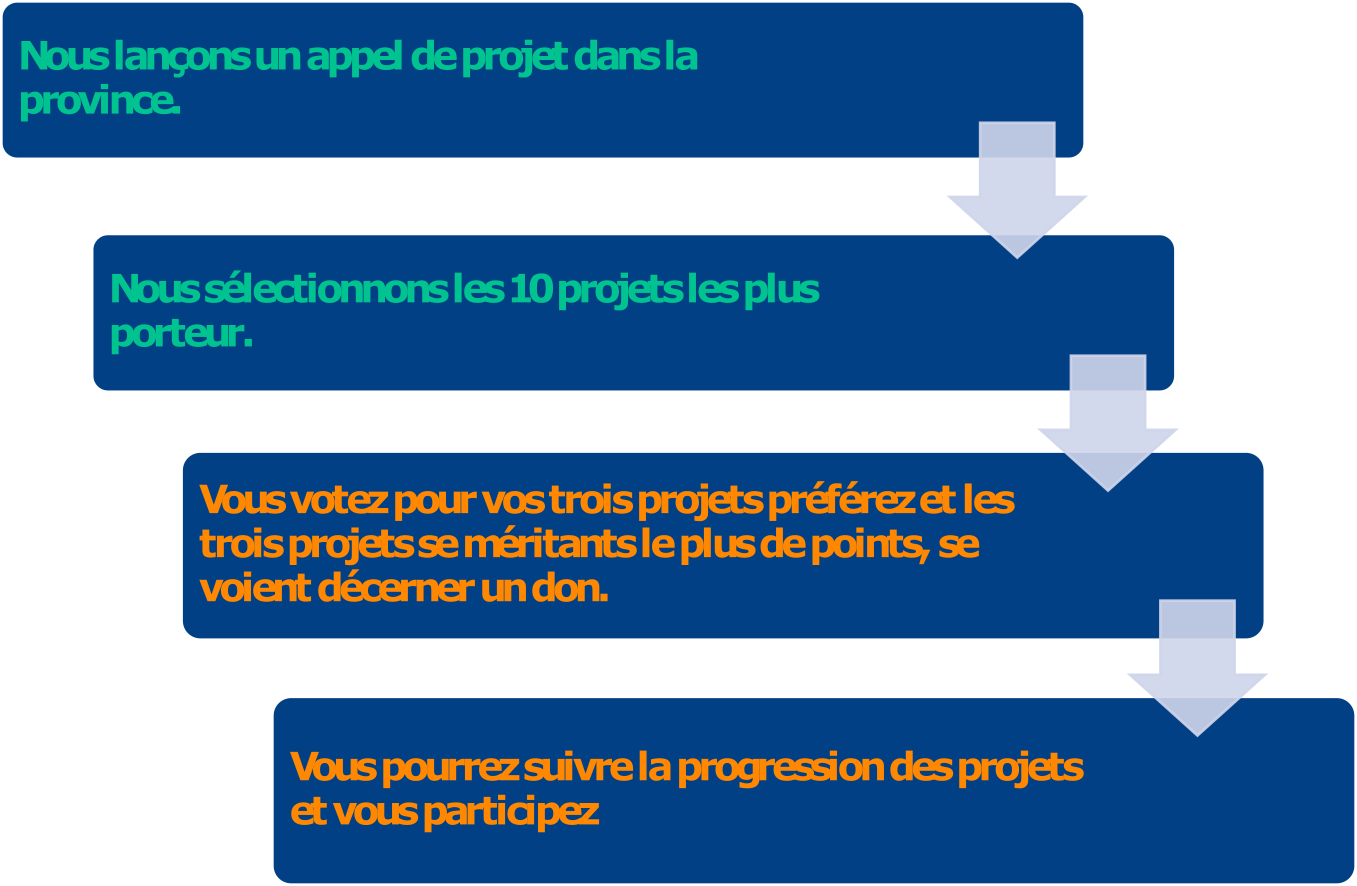 Nous lançons un appel de projet dans la
province.
Nous sélectionnons les 10 projets les plus
porteur.
Vous votez pour vos trois projets préférez et les
trois projets se méritants le plus de points, se
voient décerner un don.
Vous pourrez suivre la progression des projets
et vous participez